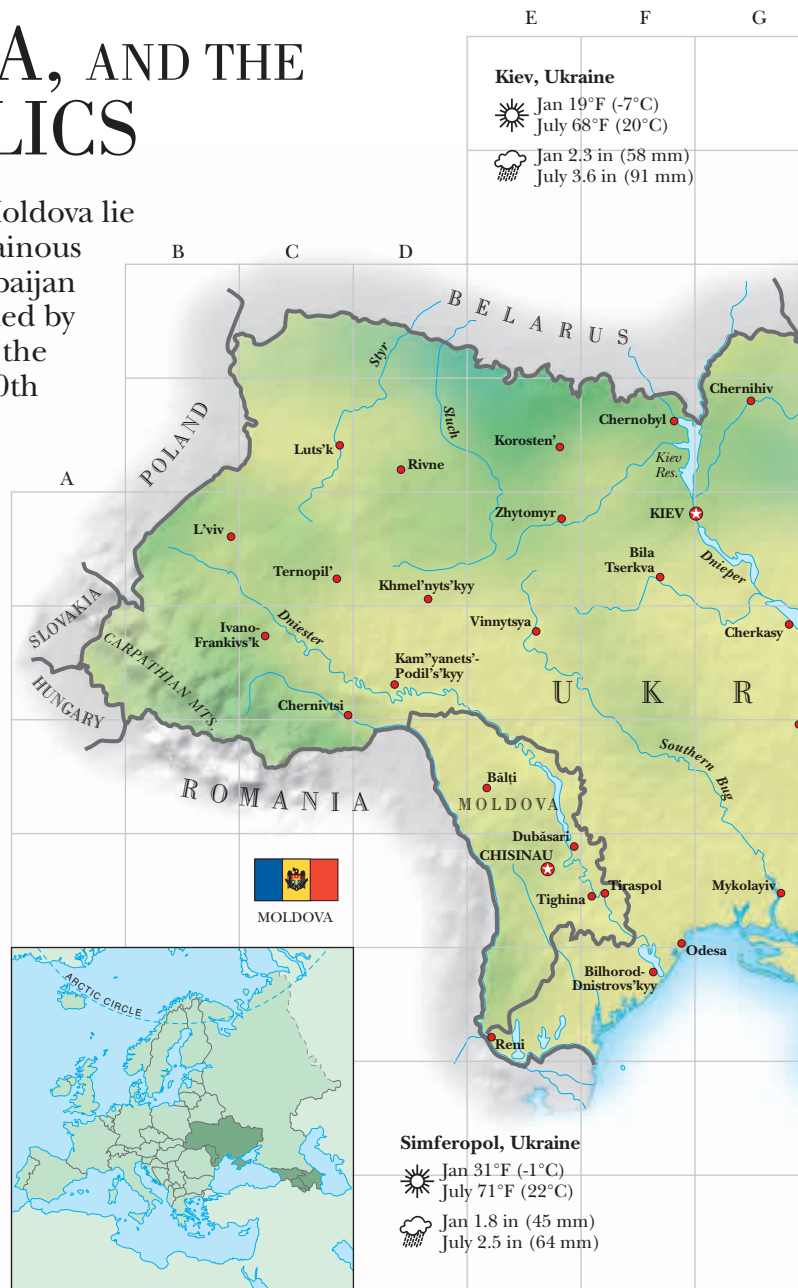 A, AND THE
LICS
Moldova lie
ainous
baijan
ed by
the
0th
E
F
G
Kiev, Ukraine
Jan 19°F (-7°C)
July 68°F (20°C)
Jan 2.3 in (58 mm)
July 3.6 in (91 mm)
B
C
D
A
BELARUS
POLAND
SLOVAKIA
HUNGARY
ROMANIA
Styr
Sluch
Chernihiv
Chernobyl
Korosten'
Luts'k
Rivne
Kiev
Res.
Zhytomyr
KIEV
L'viv
Bila
Tserkva
Dnieper
Ternopil'
Khmel'nyts'kyy
Vinnytsya
Cherkasy
Ivano-
Frankivs'k
Dniester
CARPATHIAN MTS.
Kam"yanets'-
Podil's'kyy
UKR
Chernivtsi
Southern Bug
Bălți
MOLDOVA
Dubăsari
CHISINAU
Tighina
Tiraspol
Mykolayiv
MOLDOVA
Odesa
Bilhorod-
Dnistrovs'kyy
Reni
ARCTIC CIRCLE
Simferopol, Ukraine
Jan 31°F (-1°C)
July 71°F (22°C)
Jan 1.8 in (45 mm)
July 2.5 in (64 mm)